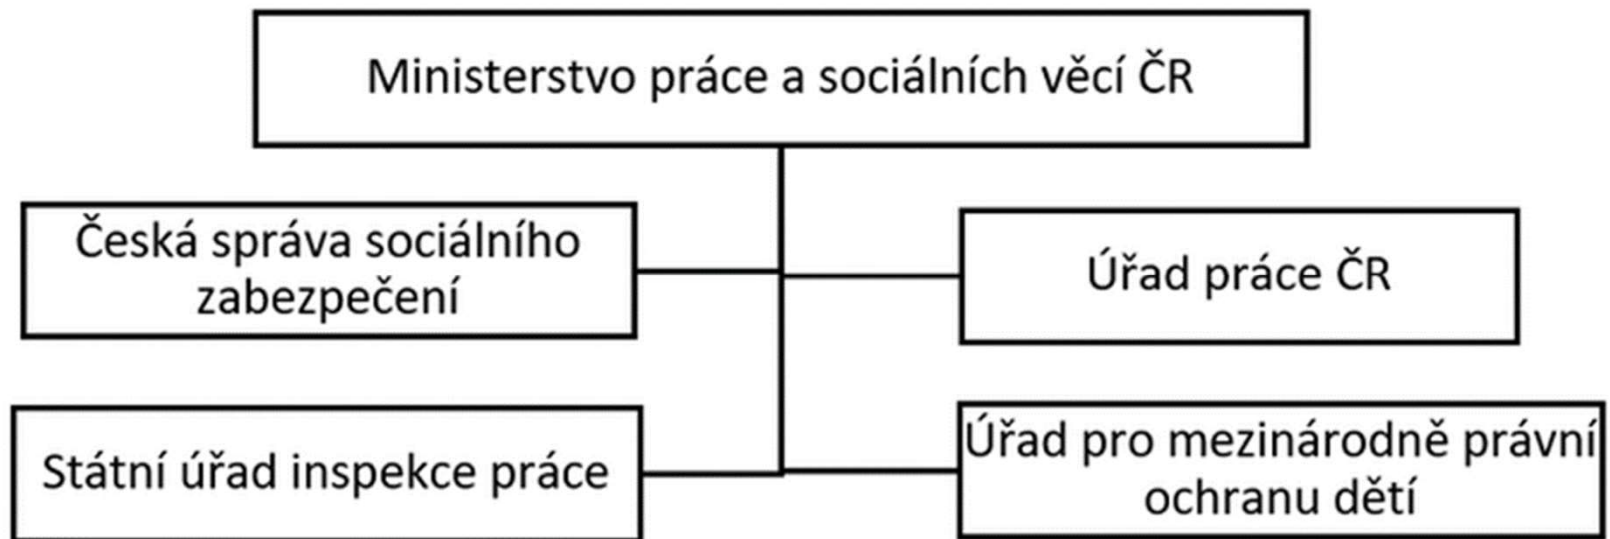 Ministerstvo práce a sociálních věcí ČR
Česká správa sociálního
zabezpečení
Úřad práce ČR
Státní úřad inspekce práce
Úřad pro mezinárodně právní
ochranu dětí